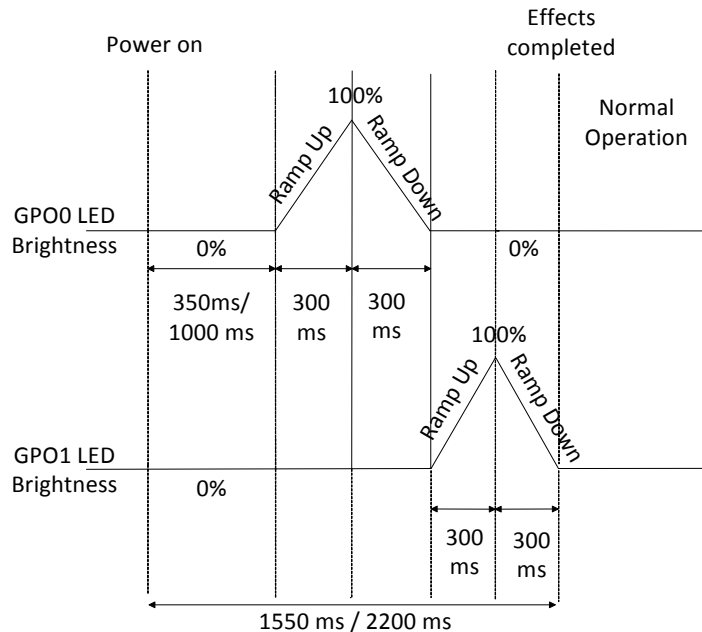 Effects
completed
Power on
Normal
Operation
100%
Ramp Up
Ramp Down
GPO0 LED
Brightness
0%
0%
350ms/
1000 ms
300
ms
300
ms
100%
Ramp Up
Ramp Down
GPO1 LED
Brightness
0%
300
ms
300
ms
1550 ms / 2200 ms